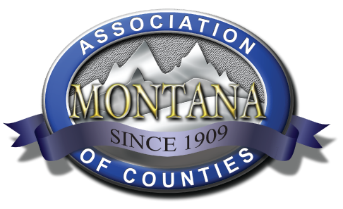 ASSOCIATION
MONTANA
SINCE 1909
OF COUNTIES